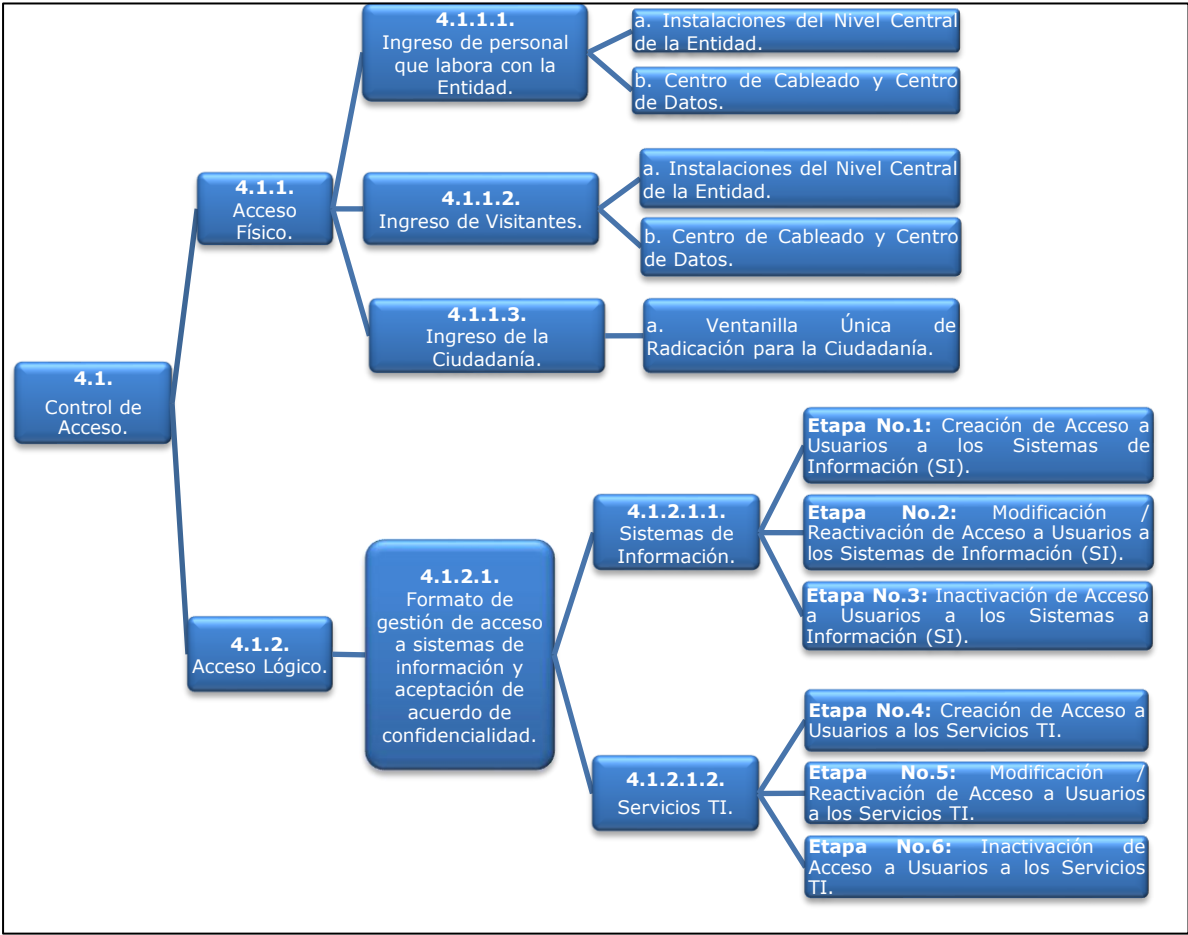 4.1.
Control de
Acceso.
4.1.1.
Acceso
Físico.
4.1.1.1.
Ingreso de personal
que labora con la
Entidad.
a. Instalaciones del Nivel Central
de la Entidad.
b. Centro de Cableado y Centro
de Datos.
4.1.1.2.
Ingreso de Visitantes.
a. Instalaciones del Nivel Central
de la Entidad.
b. Centro de Cableado y Centro
de Datos.
4.1.1.3.
Ingreso de la
Ciudadanía.
a. Ventanilla Única de
Radicación para la Ciudadanía.
4.1.2.
Acceso Lógico.
4.1.2.1.
Formato de
gestión de acceso
a sistemas de
información y
aceptación de
acuerdo de
confidencialidad.
4.1.2.1.1.
Sistemas de
Información.
Etapa No.1: Creación de Acceso a
Usuarios a los Sistemas de
Información (SI).
Etapa No.2: Modificación /
Reactivación de Acceso a Usuarios a
los Sistemas de Información (SI).
Etapa No.3: Inactivación de Acceso
a Usuarios a los Sistemas a
Información (SI).
4.1.2.1.2.
Servicios TI.
Etapa No.4: Creación de Acceso a
Usuarios a los Servicios TI.
Etapa No.5: Modificación /
Reactivación de Acceso a Usuarios
a los Servicios TI.
Etapa No.6: Inactivación de
Acceso a Usuarios a los Servicios
TI.